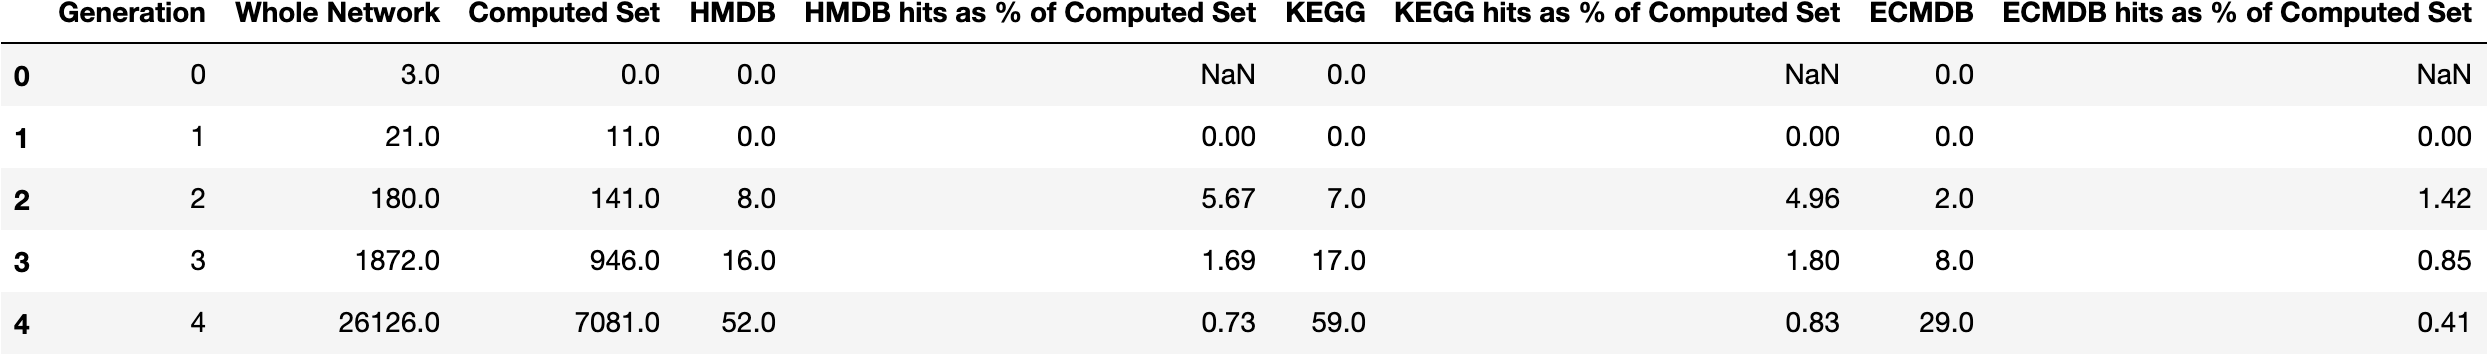 Generation Whole Network Computed Set HMDB HMDB hits as % of Computed Set KEGG KEGG hits as % of Computed Set ECMDB ECMDB hits as % of Computed Set
0 0 3.0 0.0 0.0 NaN 0.0 NaN 0.0 NaN
1 1 21.0 11.0 0.0 0.00 0.0 0.00 0.0 0.00
2 2 180.0 141.0 8.0 5.67 7.0 4.96 2.0 1.42
3 3 1872.0 946.0 16.0 1.69 17.0 1.80 8.0 0.85
4 4 26126.0 7081.0 52.0 0.73 59.0 0.83 29.0 0.41